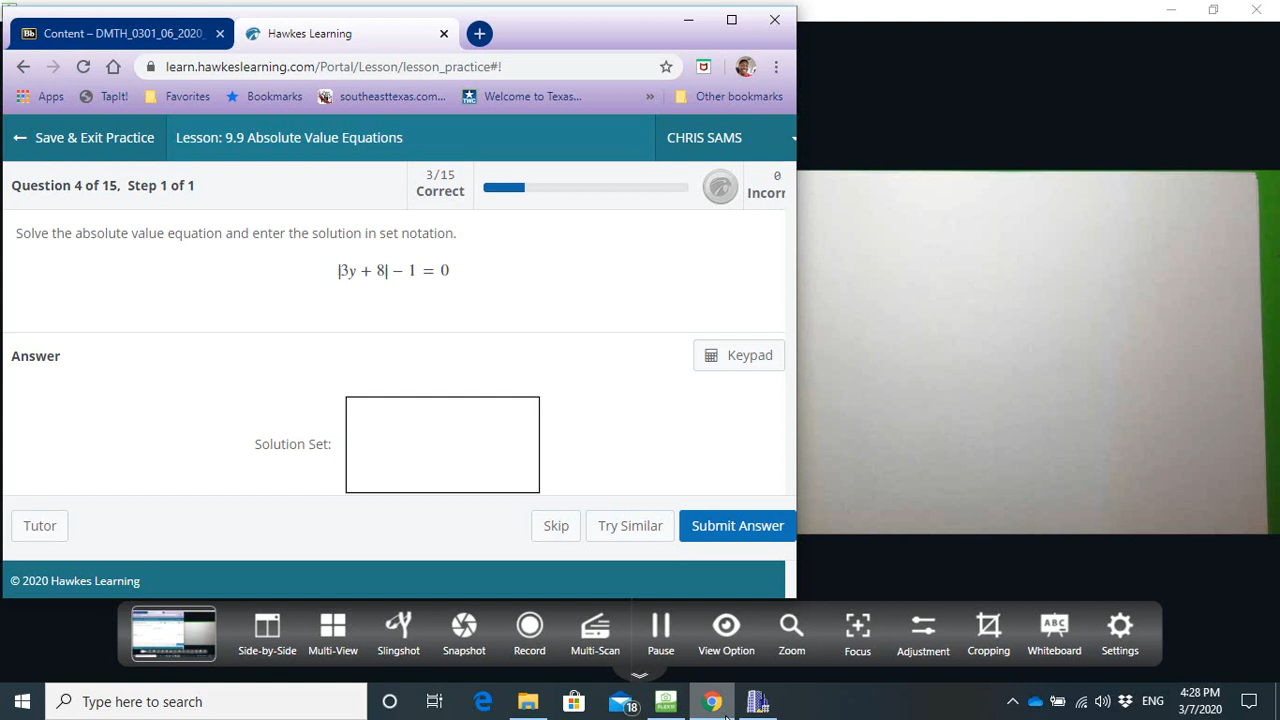 Content – DMTH_0301_06_2020_
Hawkes Learning
learn.hawkeslearning.com/Portal/Lesson/lesson_practice#!
Apps
TapIt!
Favorites
Bookmarks
southeasttexas.com...
Welcome to Texas...
»
Other bookmarks
← Save & Exit Practice
Lesson: 9.9 Absolute Value Equations
CHRIS SAMS
Question 4 of 15, Step 1 of 1
3/15
Correct
0
Incorr
Solve the absolute value equation and enter the solution in set notation.
|3y + 8| − 1 = 0
Answer
Keypad
Solution Set:
Tutor
Skip
Try Similar
Submit Answer
© 2020 Hawkes Learning
Side-by-Side
Multi-View
Slingshot
Snapshot
Record
Multi-Scan
Pause
View Option
Zoom
Focus
Adjustment
Cropping
ABC
Whiteboard
Settings
Type here to search
18
ENG
4:28 PM
3/7/2020